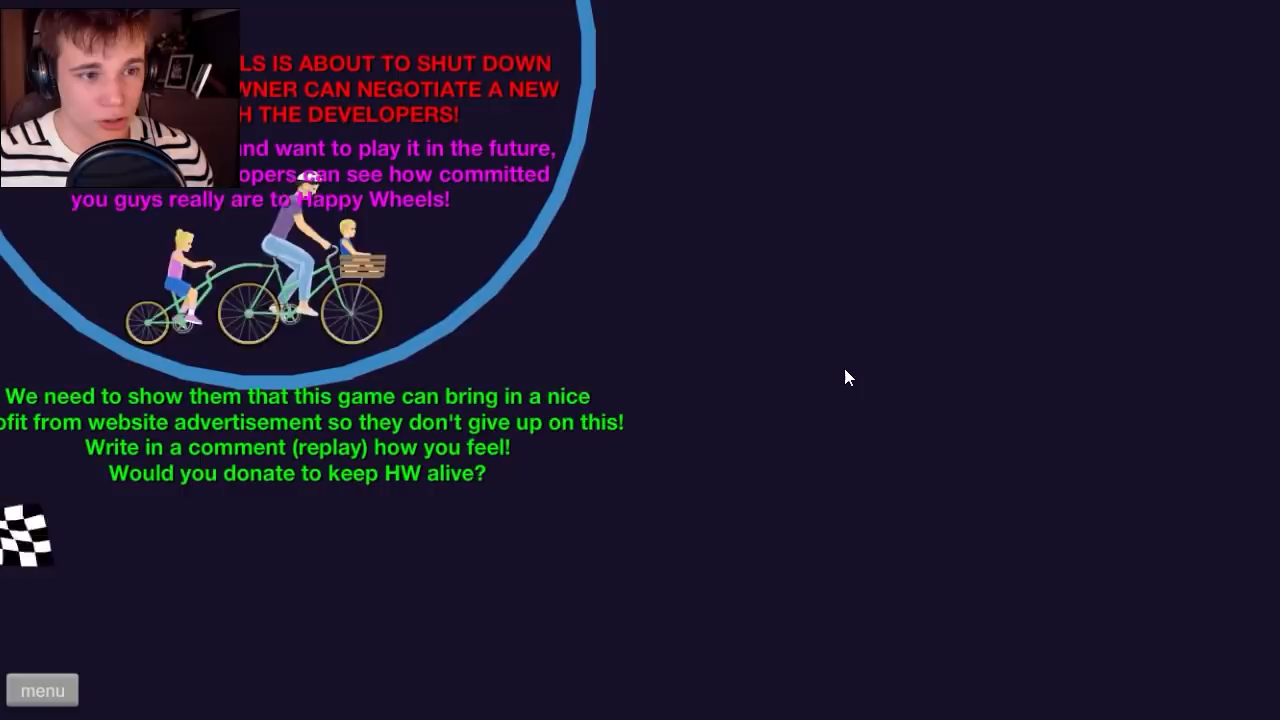 LS IS ABOUT TO SHUT DOWN
WNER CAN NEGOTIATE A NEW
H THE DEVELOPERS!
nd want to play it in the future,
opers can see how committed
you guys really are to Happy Wheels!
We need to show them that this game can bring in a nice
ofit from website advertisement so they don't give up on this!
Write in a comment (replay) how you feel!
Would you donate to keep HW alive?
menu